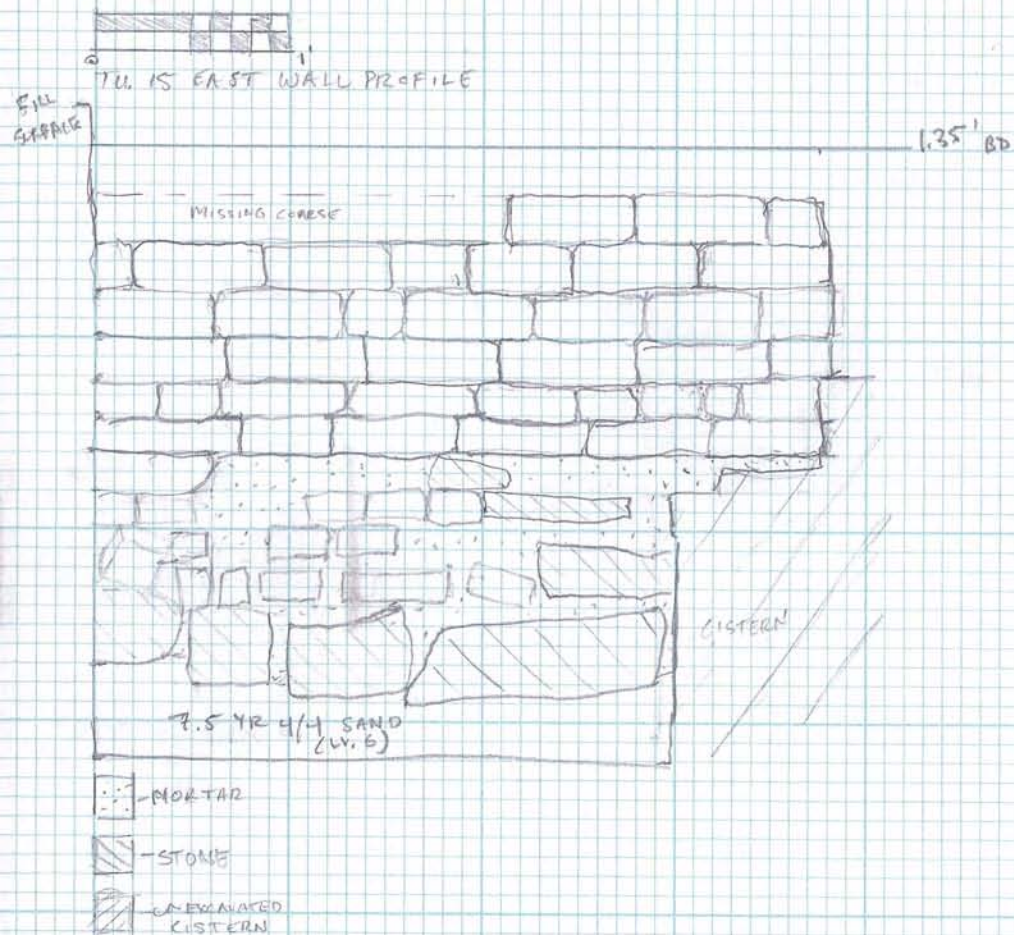 0 1'
TU. 15 EAST WALL PROFILE
FILL
SURFACE
1.35' BD
MISSING COURSE
CISTERN
7.5 YR 4/4 SAND
(LV. 6)
-MORTAR
-STONE
-UNEXCAVATED
CISTERN